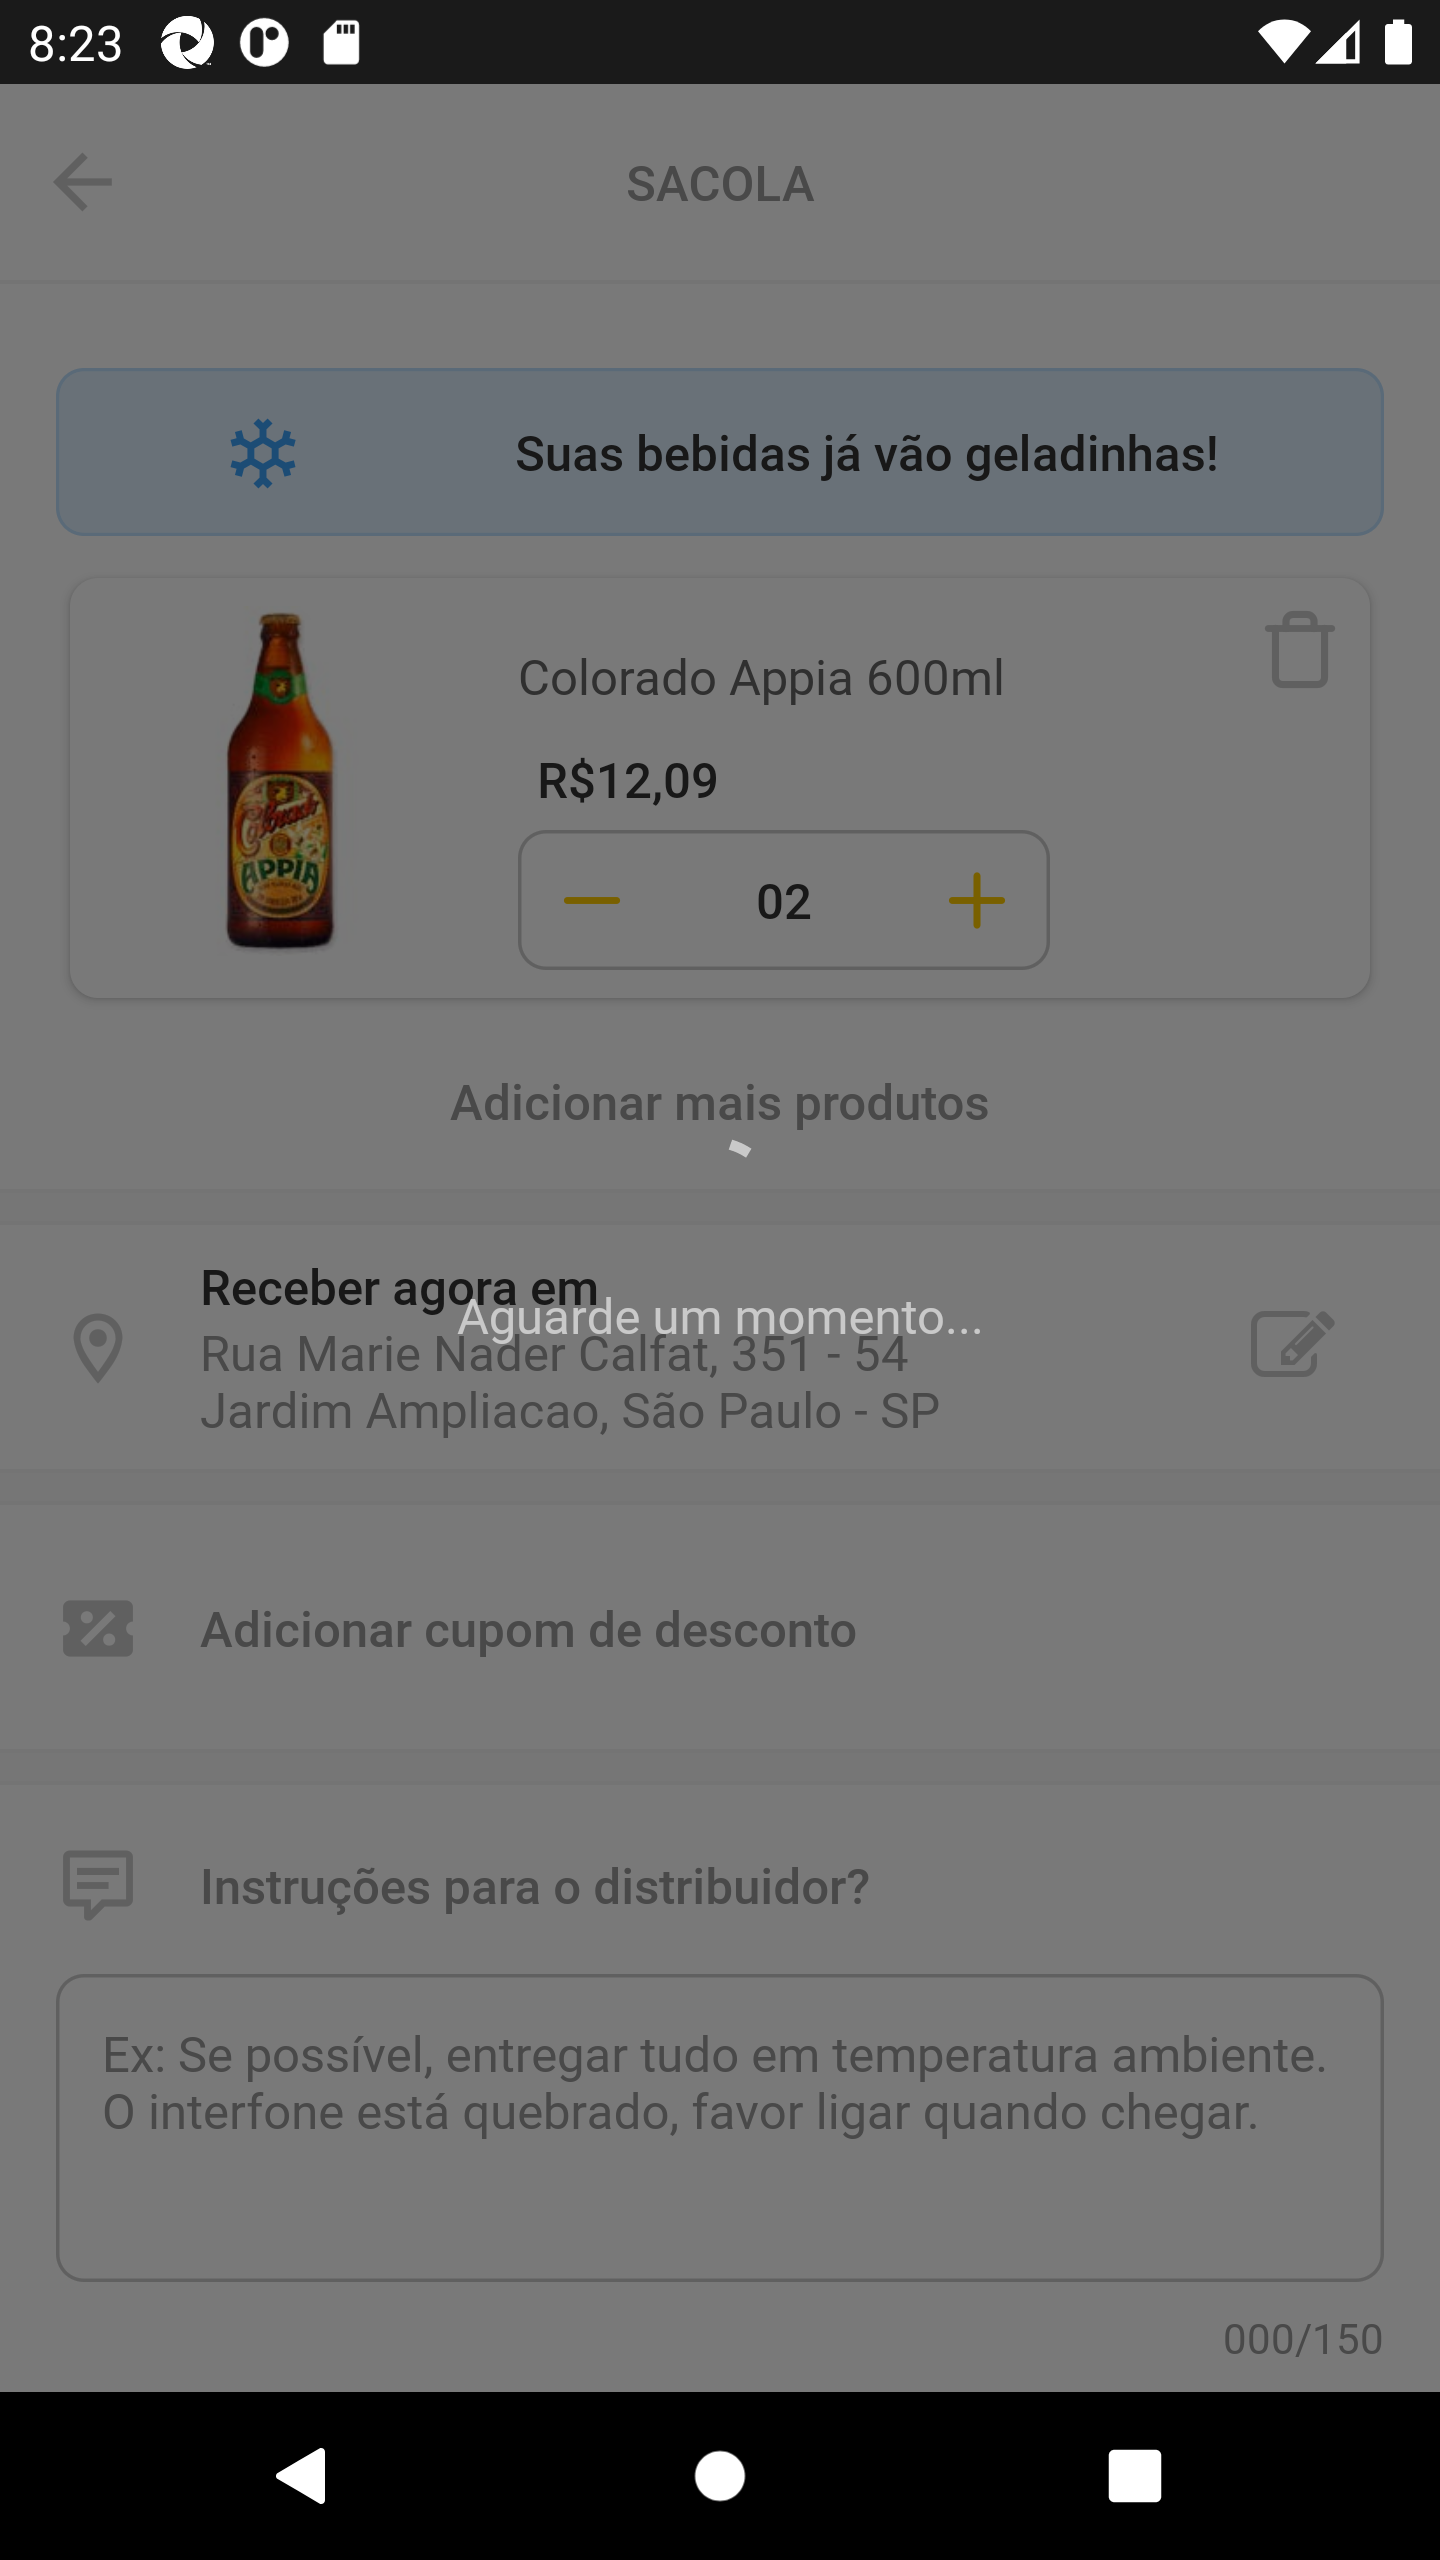 8:23
SACOLA
Suas bebidas já vão geladinhas!
Colorado Appia 600ml
R$12,09
02
Colorado
APPIA
Adicionar mais produtos
Receber agora em
Aguarde um momento...
Rua Marie Nader Calfat, 351 - 54
Jardim Ampliacao, São Paulo - SP
Adicionar cupom de desconto
Instruções para o distribuidor?
Ex: Se possível, entregar tudo em temperatura ambiente.
O interfone está quebrado, favor ligar quando chegar.
000/150